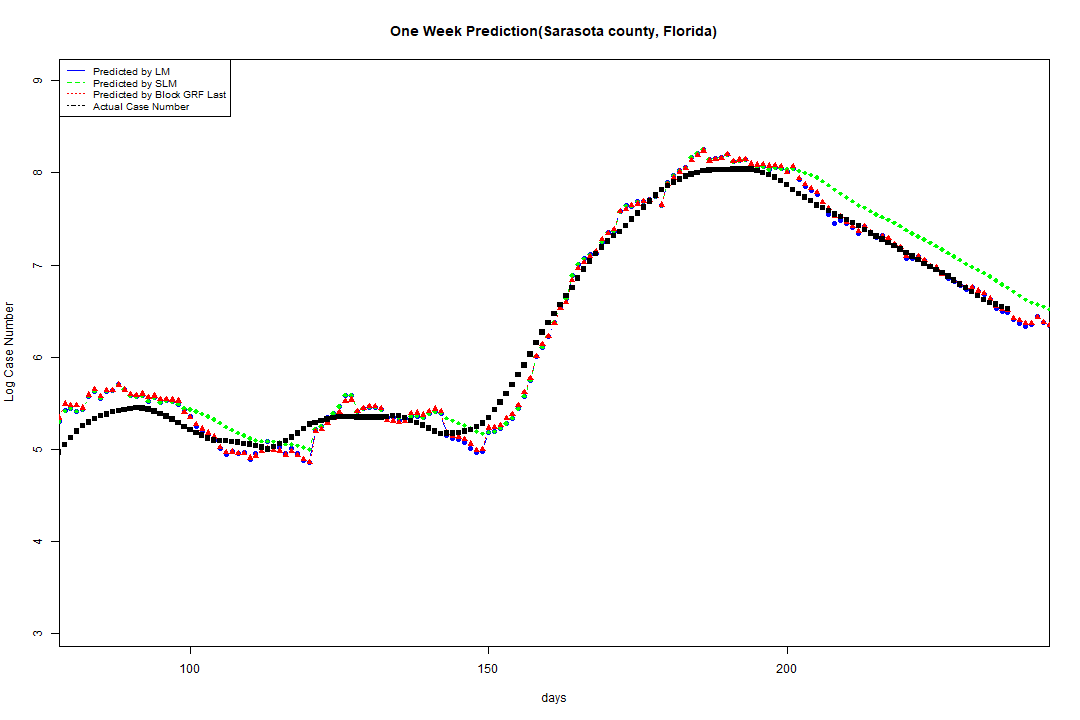 One Week Prediction(Sarasota county, Florida)
Predicted by LM
Predicted by SLM
Predicted by Block GRF Last
Actual Case Number
Log Case Number
9
8
7
6
5
4
3
100 150 200
days